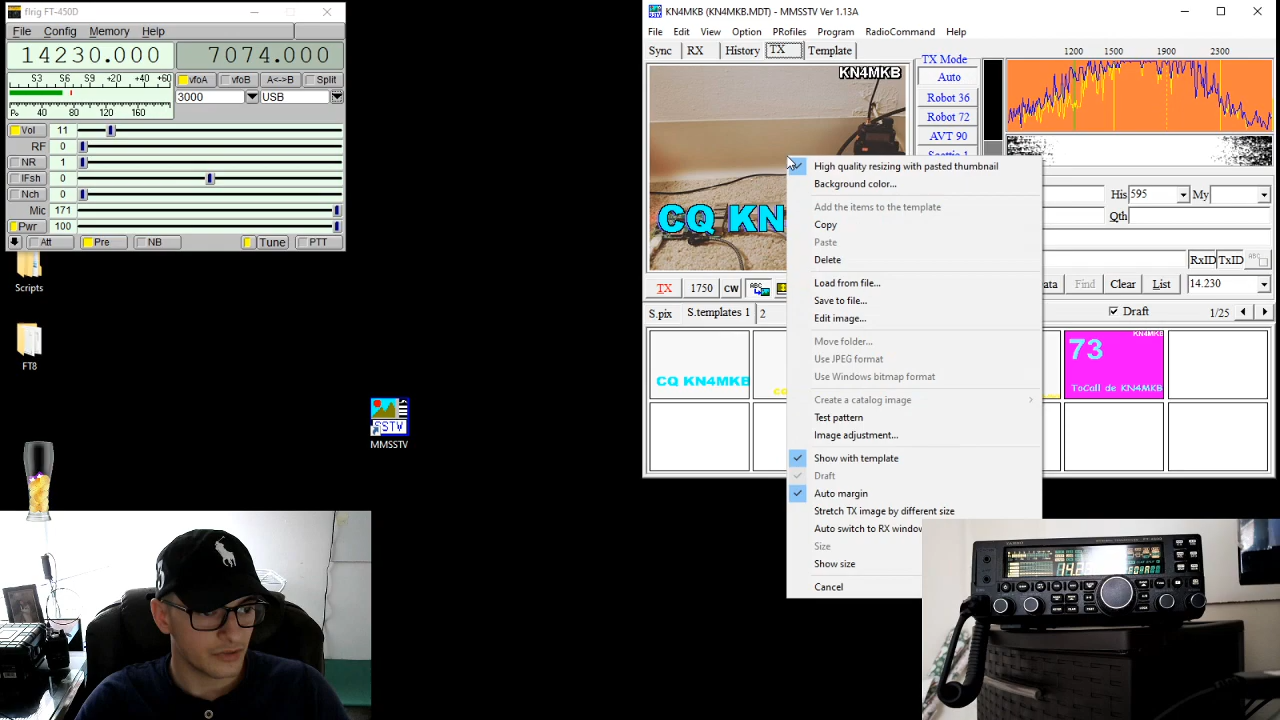 flrig FT-450D
File Config Memory Help
14230.000
7074.000
S3 S6 S9 +20 +40 +60
Po 40 80 120 160
vfoA vfoB A<->B Split
3000 USB
Vol 11
RF 0
NR 1
IFsh 0
Nch 0
Mic 171
Pwr 100
Att Pre NB Tune PTT
Scripts
FT8
SSTV
MMSSTV
KN4MKB (KN4MKB.MDT) - MMSSTV Ver 1.13A
File Edit View Option PRofiles Program RadioCommand Help
Sync RX History TX Template
1200 1500 1900 2300
TX Mode
Auto
Robot 36
Robot 72
AVT 90
KN4MKB
CQ KN
High quality resizing with pasted thumbnail
Background color...
Add the items to the template
Copy
Paste
Delete
Load from file...
Save to file...
Edit image...
Move folder...
Use JPEG format
Use Windows bitmap format
Create a catalog image
Test pattern
Image adjustment...
Show with template
Draft
Auto margin
Stretch TX image by different size
Auto switch to RX window
Size
Show size
Cancel
His 595 My
Qth
RxID TxID
ata Find Clear List 14.230
TX 1750 CW
S.pix S.templates 1 2
Draft 1/25
CQ KN4MKB
KN4MKB
73
ToCall de KN4MKB